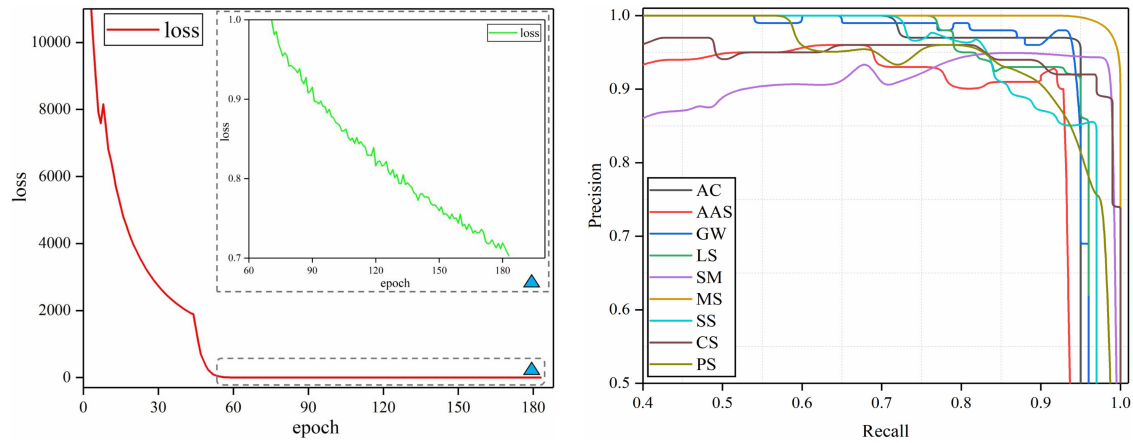 loss
10000
8000
6000
4000
2000
0
loss
0
30
60
90
120
150
180
epoch
1.0
0.9
0.8
0.7
loss
loss
60
90
120
150
180
epoch
1.0
0.9
0.8
0.7
0.6
0.5
Precision
AC
AAS
GW
LS
SM
MS
SS
CS
PS
0.4
0.5
0.6
0.7
0.8
0.9
1.0
Recall